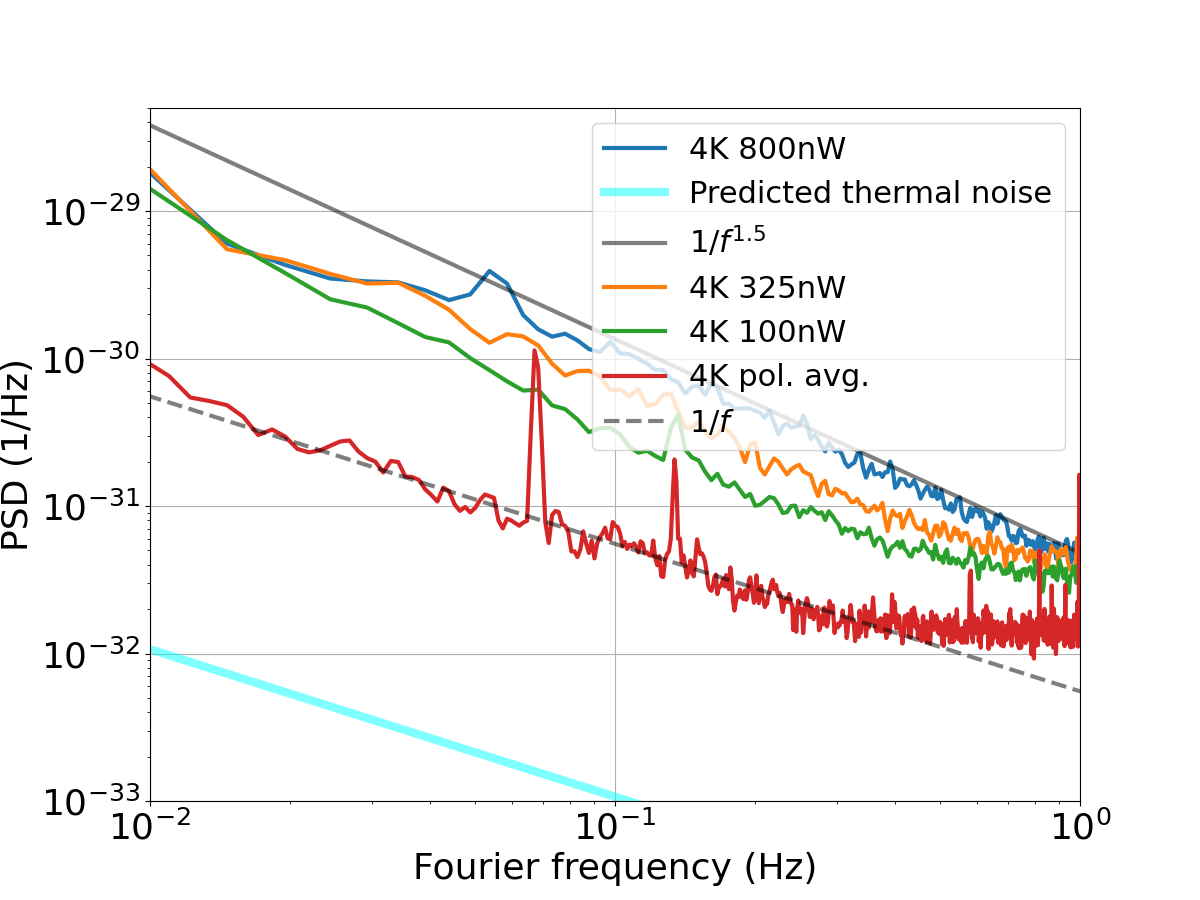 4K 800nW
Predicted thermal noise
1/f^1.5
4K 325nW
4K 100nW
4K pol. avg.
1/f
PSD (1/Hz)
10^−29
10^−30
10^−31
10^−32
10^−33
10^−2
10^−1
10^0
Fourier frequency (Hz)